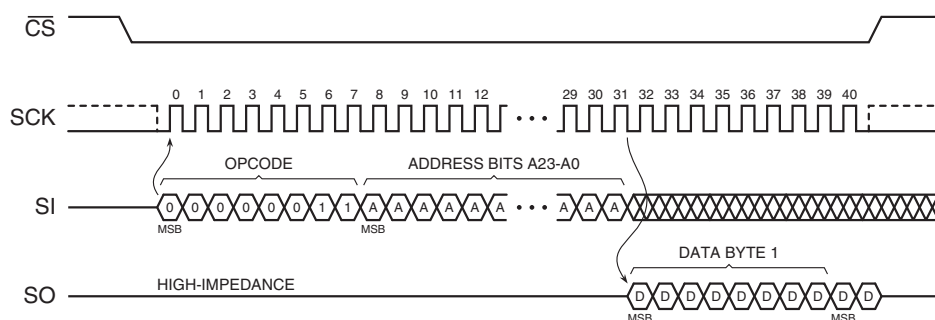 CS
0 1 2 3 4 5 6 7 8 9 10 11 12 29 30 31 32 33 34 35 36 37 38 39 40
SCK • • •
OPCODE ADDRESS BITS A23-A0
SI 0 0 0 0 0 0 1 1 A A A A A A • • • A A A
MSB MSB
DATA BYTE 1
HIGH-IMPEDANCE
SO D D D D D D D D D D
MSB MSB